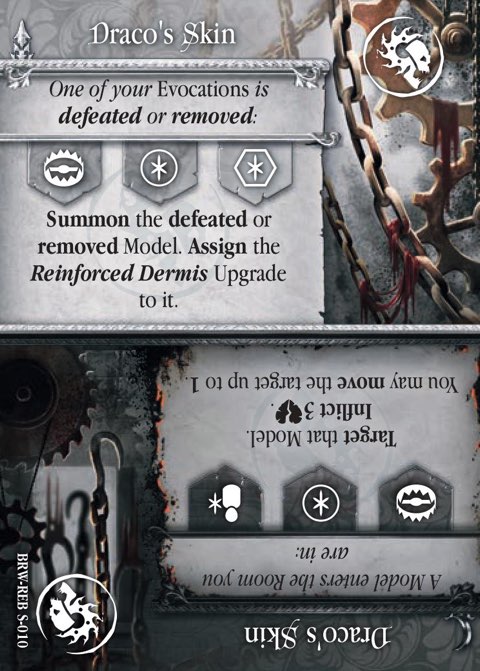 Draco's Skin
One of your Evocations is
defeated or removed:
Summon the defeated or
removed Model. Assign the
Reinforced Dermis Upgrade
to it.
Draco's Skin
A Model enters the Room you
are in:
Target that Model.
Inflict 3 .
You may move the target up to 1.
BRW-REB S-010